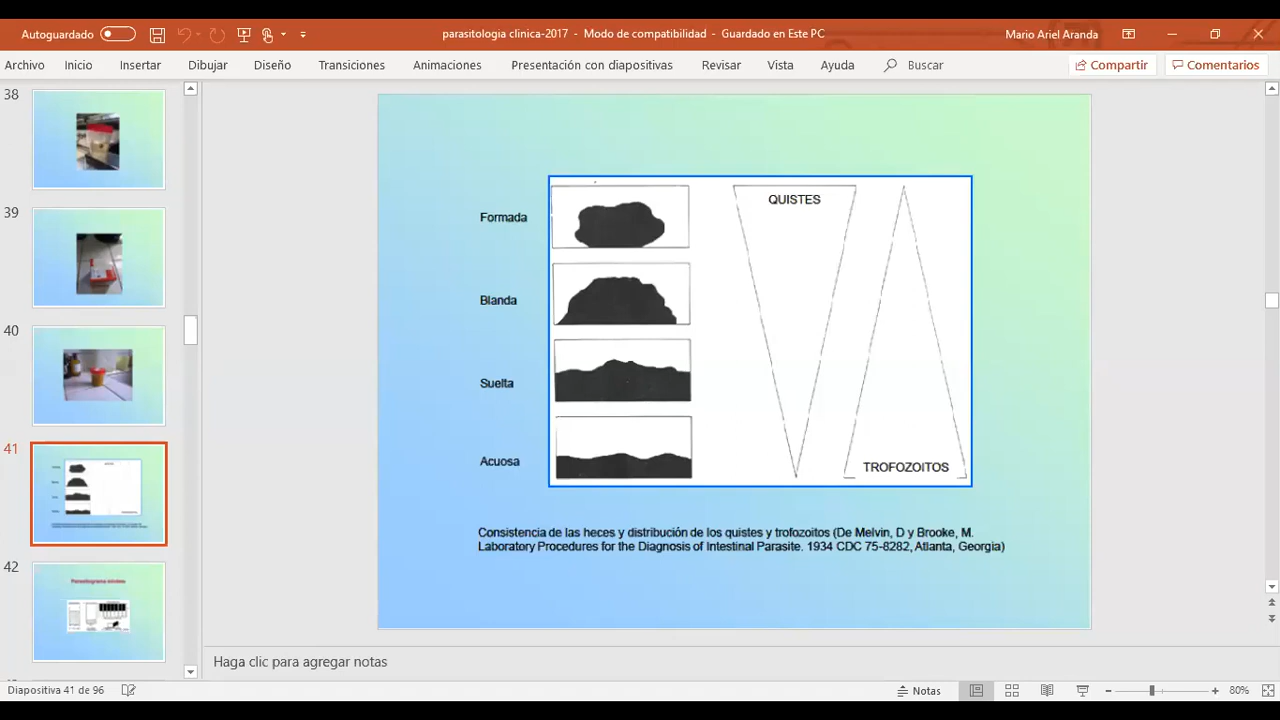 Autoguardado
parasitologia clinica-2017 - Modo de compatibilidad - Guardado en Este PC
Mario Ariel Aranda
Archivo Inicio Insertar Dibujar Diseño Transiciones Animaciones Presentación con diapositivas Revisar Vista Ayuda Buscar Compartir Comentarios
38
39
40
41
42
Formada
Blanda
Suelta
Acuosa
QUISTES
TROFOZOITOS
Consistencia de las heces y distribución de los quistes y trofozoitos (De Melvin, D y Brooke, M.
Laboratory Procedures for the Diagnosis of Intestinal Parasite. 1934 CDC 75-8282, Atlanta, Georgia)
Haga clic para agregar notas
Diapositiva 41 de 96
Notas
80%